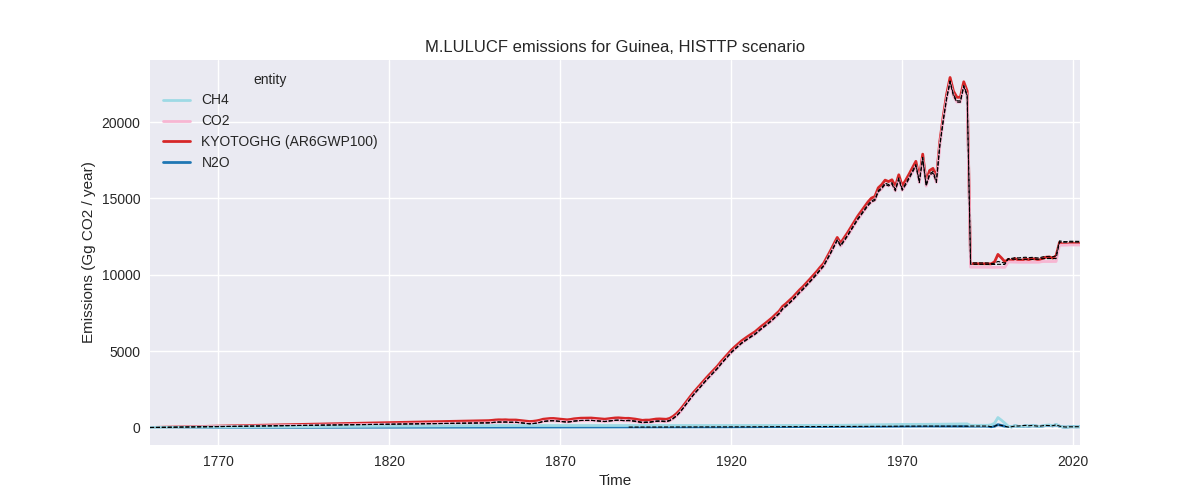 M.LULUCF emissions for Guinea, HISTTP scenario
entity
CH4
CO2
KYOTOGHG (AR6GWP100)
N2O
Emissions (Gg CO2 / year)
20000
15000
10000
5000
0
1770
1820
1870
1920
1970
2020
Time